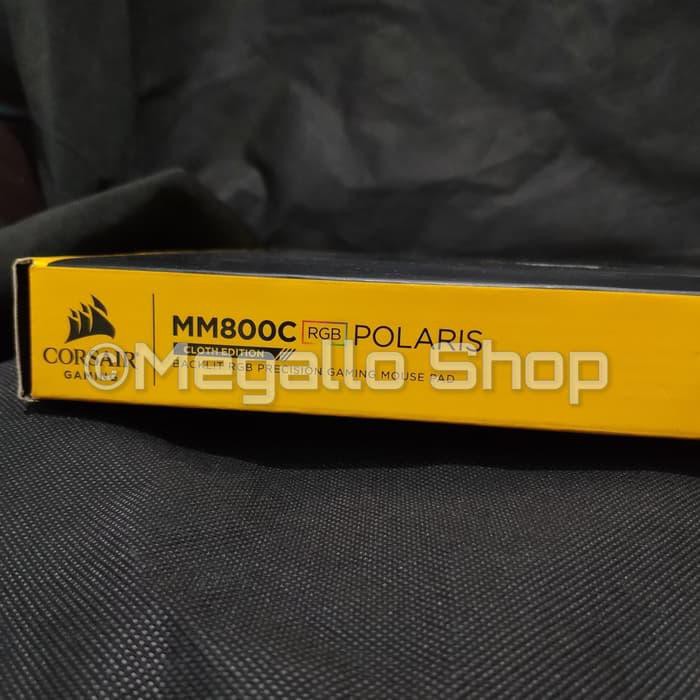 CORSAIR
GAMING
MM800C RGB POLARIS
CLOTH EDITION
BACKLIT RGB PRECISION GAMING MOUSE PAD
©Megallo Shop